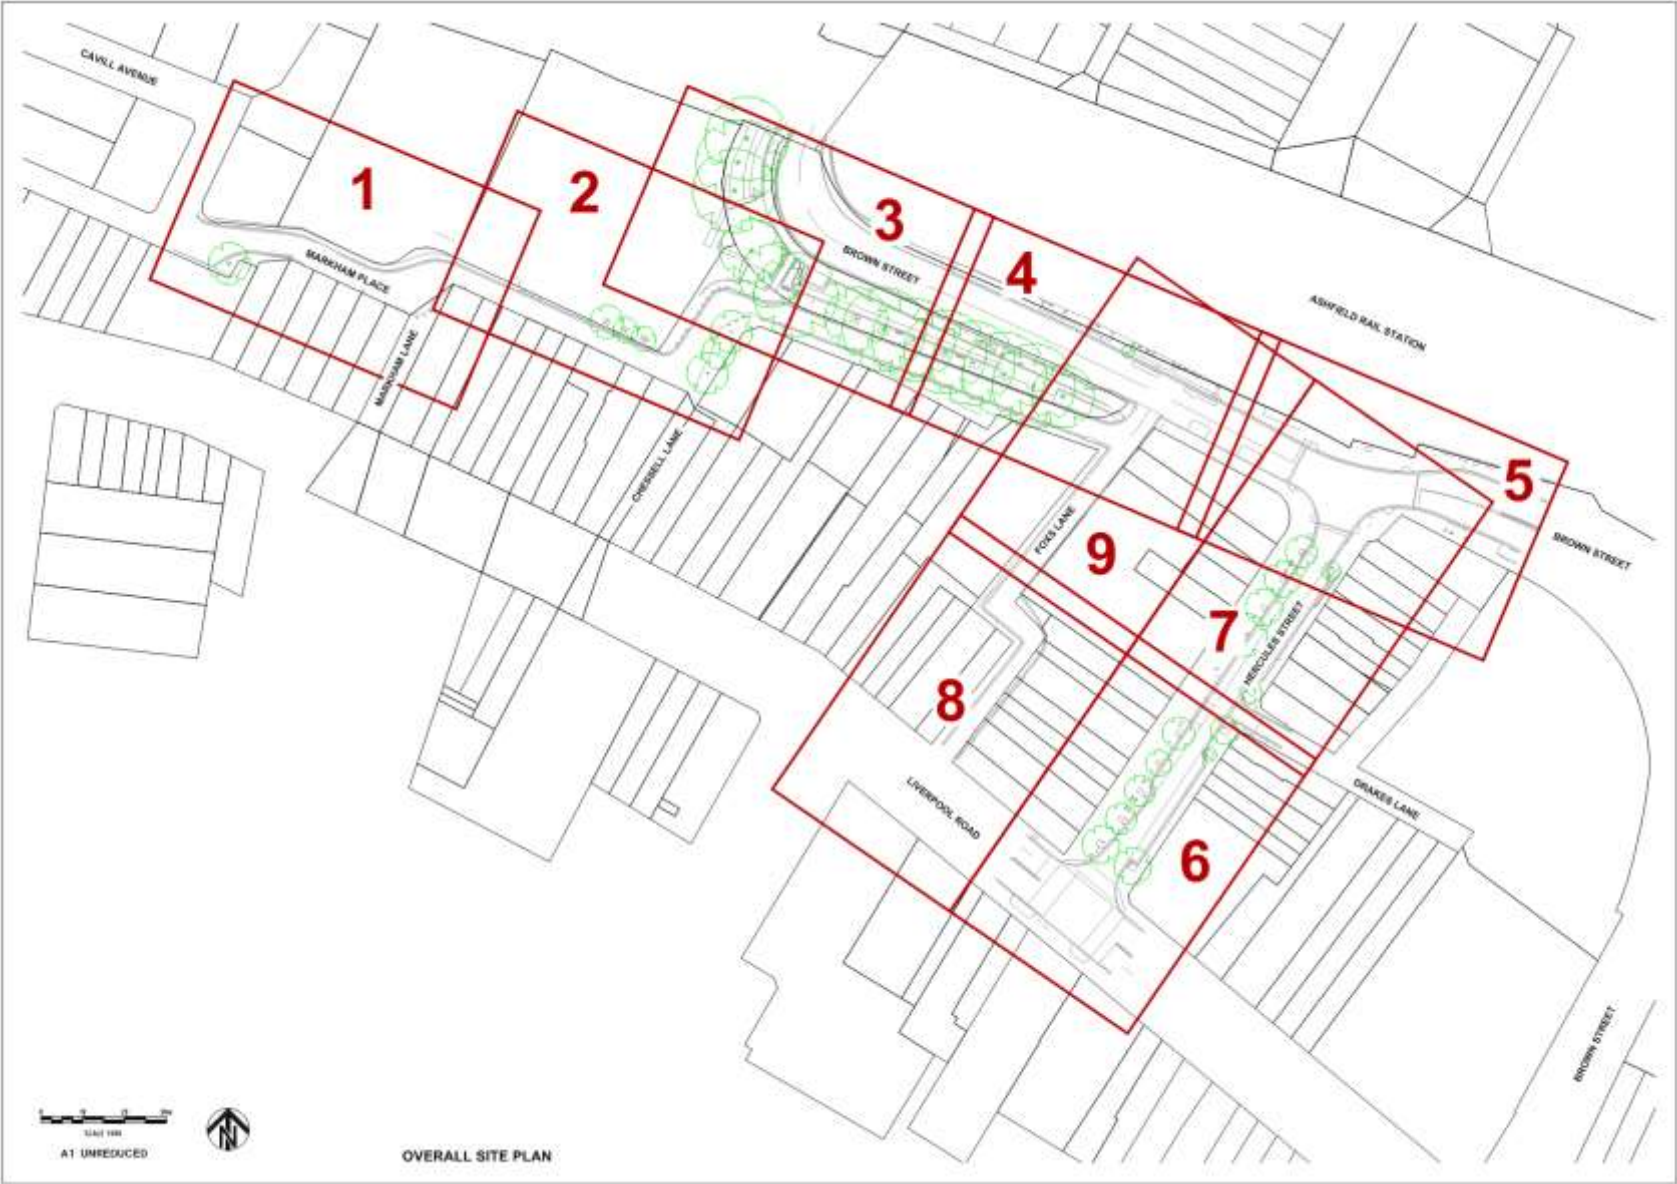 CAVILL AVENUE
1
2
3
BROWN STREET
4
MARKHAM PLACE
ASHFIELD RAIL STATION
MARKHAM LANE
CHESSELL LANE
5
FOXS LANE
9
BROWN STREET
7
HERCULES STREET
8
LIVERPOOL ROAD
DRAKES LANE
6
BROWN STREET
A1 UNREDUCED
N
OVERALL SITE PLAN